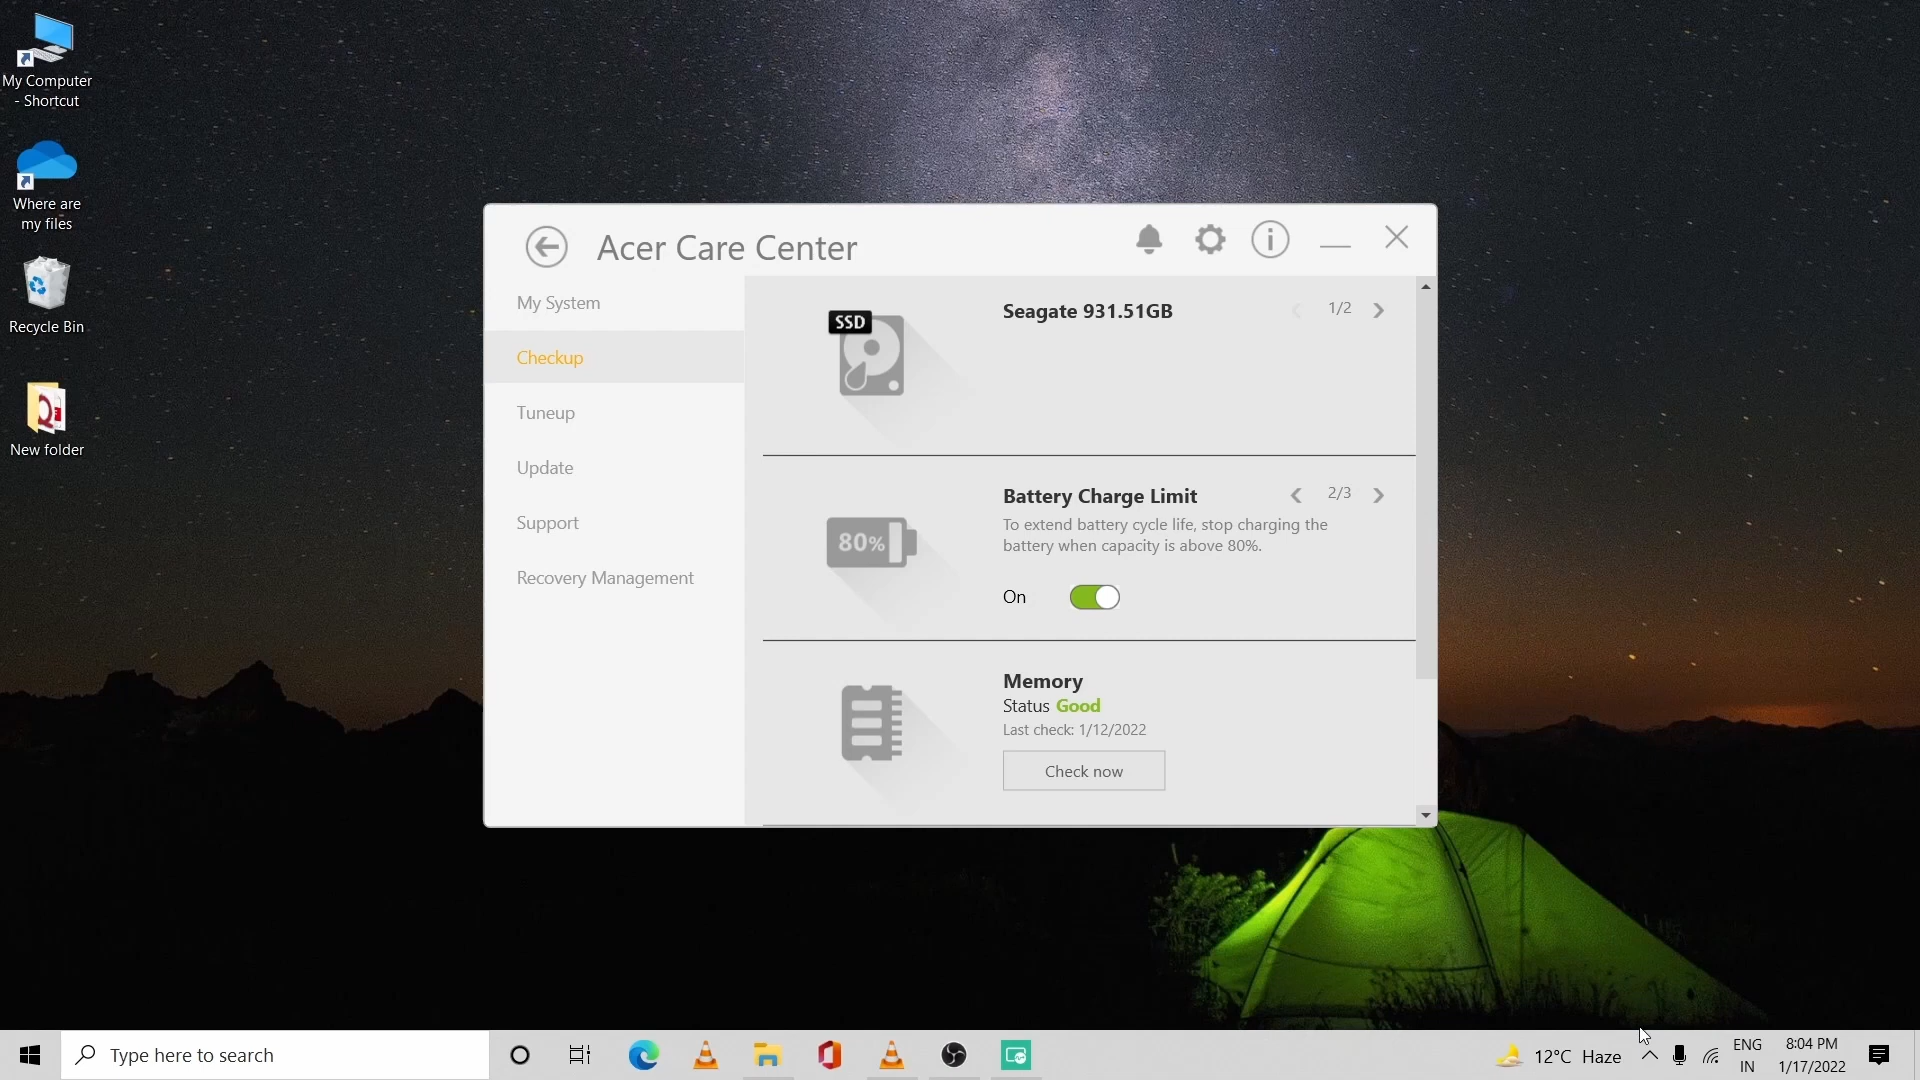 My Computer
- Shortcut
Where are
my files
Recycle Bin
New folder
Acer Care Center
My System
Checkup
Tuneup
Update
Support
Recovery Management
SSD
Seagate 931.51GB
1/2
80%
Battery Charge Limit
2/3
To extend battery cycle life, stop charging the
battery when capacity is above 80%.
On
Memory
Status Good
Last check: 1/12/2022
Check now
Type here to search
12°C Haze
ENG
IN
8:04 PM
1/17/2022